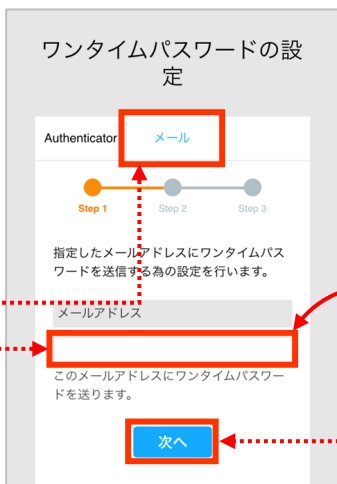 ワンタイムパスワードの設
定
Authenticator メール
Step 1 Step 2 Step 3
指定したメールアドレスにワンタイムパス
ワードを送信する為の設定を行います。
メールアドレス
このメールアドレスにワンタイムパスワー
ドを送ります。
次へ